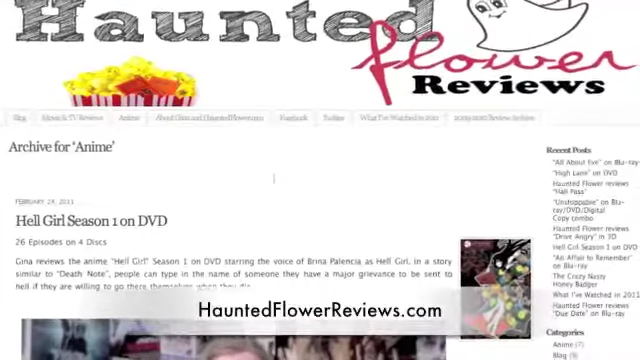 Haunted
flower
Reviews
Blog Movie & TV Reviews Anime About Gina and HauntedFlower.com Facebook Twitter What I've Watched in 2011 2009-2010 Review Archive
Archive for 'Anime'
FEBRUARY 24, 2011
Hell Girl Season 1 on DVD
26 Episodes on 4 Discs
Gina reviews the anime "Hell Girl" Season 1 on DVD starring the voice of Brina Palencia as Hell Girl. In a story
similar to "Death Note", people can type in the name of someone they have a major grievance to be sent to
hell if they are willing to go there themselves when they die.
HauntedFlowerReviews.com
Recent Posts
"All About Eve" on Blu-ray
"High Lane" on DVD
Haunted Flower reviews
"Hall Pass"
"Unstoppable" on Blu-
ray/DVD/Digital
Copy combo
Haunted Flower reviews
"Drive Angry" in 3D
Hell Girl Season 1 on DVD
"An Affair to Remember"
on Blu-ray
The Crazy Nasty
Honey Badger
What I've Watched in 2011
Haunted Flower reviews
"Due Date" on Blu-ray
Categories
Anime (7)
Blog (9)